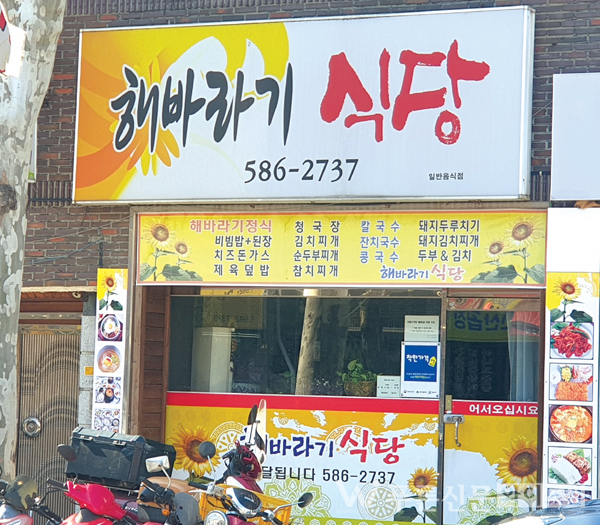 해바라기 식당
586-2737
일반음식점
해바라기정식 청국장 칼국수 돼지두루치기
비빔밥+된장 김치찌개 잔치국수 돼지김치찌개
치즈돈가스 순두부찌개 콩국수 두부&김치
제육덮밥 참치찌개 해바라기식당
착한가격
어서오십시요
해바라기 식당
달됩니다 586-2737